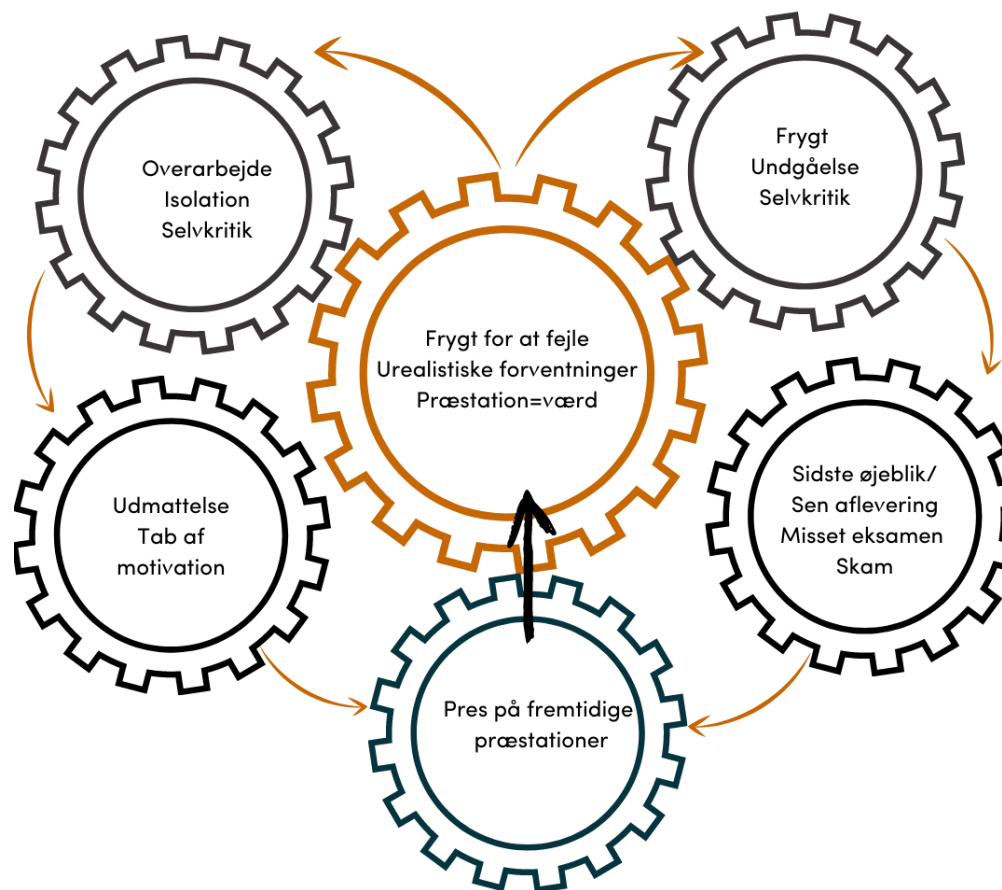 Overarbejde
Isolation
Selvkritik
Frygt
Undgåelse
Selvkritik
Frygt for at fejle
Urealistiske forventninger
Præstation=værd
Udmattelse
Tab af
motivation
Sidste øjeblik/
Sen aflevering
Misset eksamen
Skam
Pres på fremtidige
præstationer